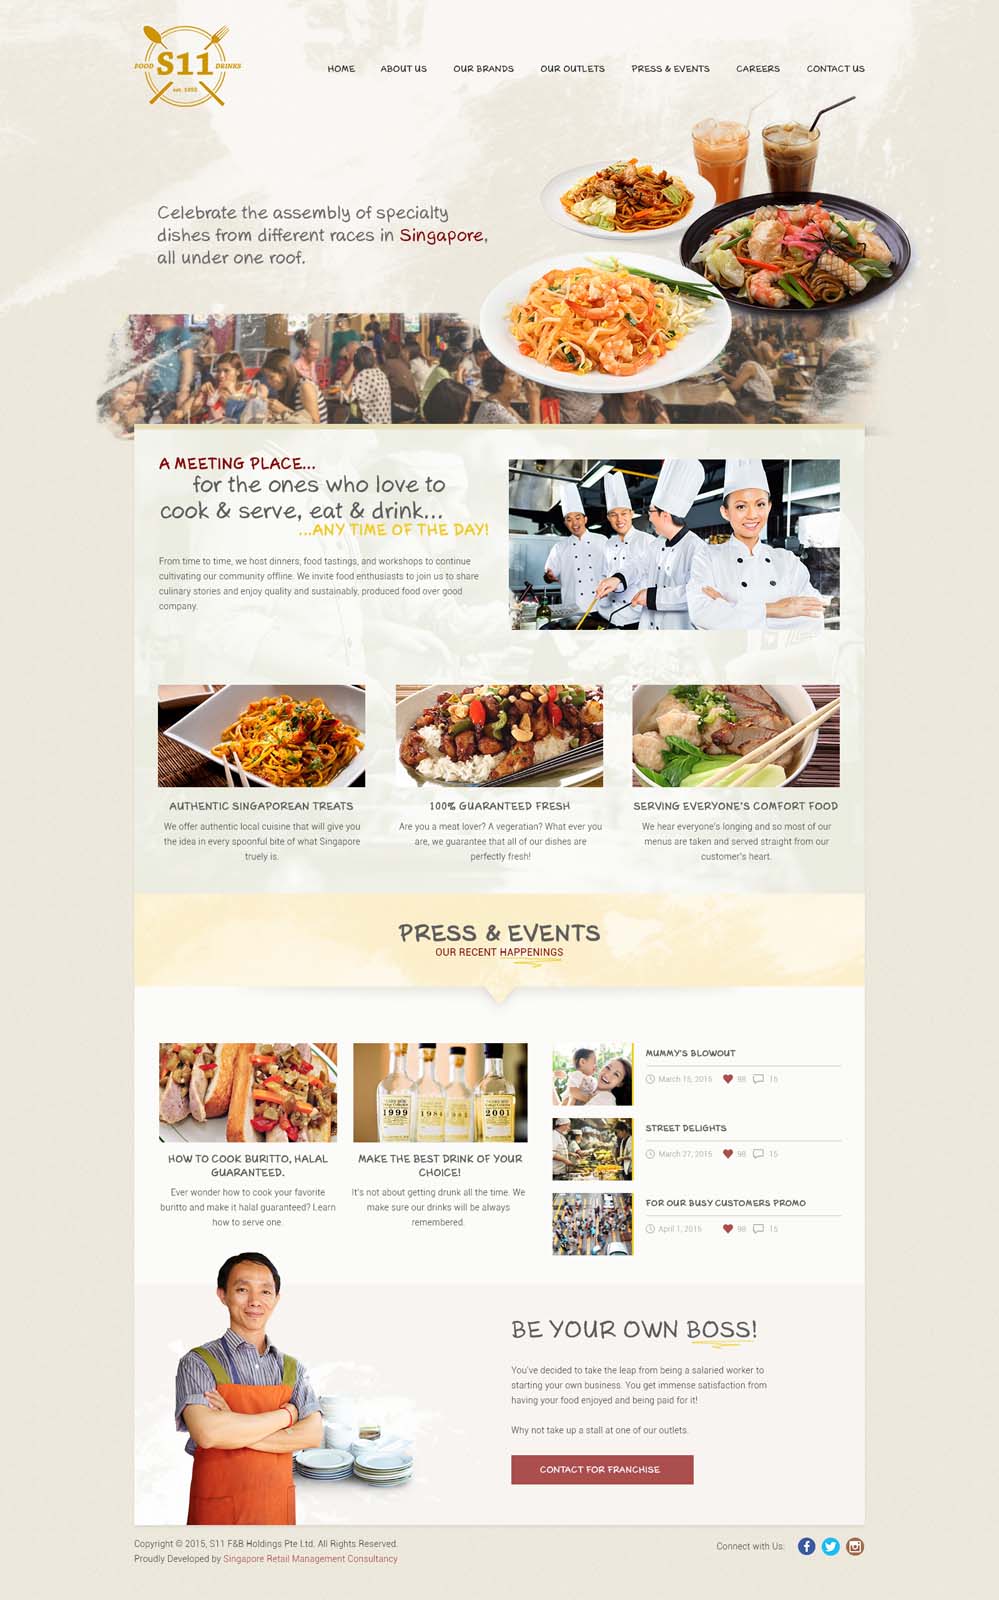 FOOD S11 DRINKS
est. 1992
HOME ABOUT US OUR BRANDS OUR OUTLETS PRESS & EVENTS CAREERS CONTACT US
Celebrate the assembly of specialty
dishes from different races in Singapore,
all under one roof.
A MEETING PLACE...
for the ones who love to
cook & serve, eat & drink...
...ANY TIME OF THE DAY!
From time to time, we host dinners, food tastings, and workshops to continue
cultivating our community offline. We invite food enthusiasts to join us to share
culinary stories and enjoy quality and sustainably, produced food over good
company.
AUTHENTIC SINGAPOREAN TREATS
We offer authentic local cuisine that will give you
the idea in every spoonful bite of what Singapore
truely is.
100% GUARANTEED FRESH
Are you a meat lover? A vegeratian? What ever you
are, we guarantee that all of our dishes are
perfectly fresh!
SERVING EVERYONE'S COMFORT FOOD
We hear everyone's longing and so most of our
menus are taken and served straight from our
customer's heart.
PRESS & EVENTS
OUR RECENT HAPPENINGS
1999
1984
2001
HOW TO COOK BURITTO, HALAL
GUARANTEED.
Ever wonder how to cook your favorite
buritto and make it halal guaranteed? Learn
how to serve one.
MAKE THE BEST DRINK OF YOUR
CHOICE!
It's not about getting drunk all the time. We
make sure our drinks will be always
remembered.
MUMMY'S BLOWOUT
March 15, 2015 98 15
STREET DELIGHTS
March 27, 2015 98 15
FOR OUR BUSY CUSTOMERS PROMO
April 1, 2015 98 15
BE YOUR OWN BOSS!
You've decided to take the leap from being a salaried worker to
starting your own business. You get immense satisfaction from
having your food enjoyed and being paid for it!
Why not take up a stall at one of our outlets.
CONTACT FOR FRANCHISE
Copyright © 2015, S11 F&B Holdings Pte Ltd. All Rights Reserved.
Proudly Developed by Singapore Retail Management Consultancy
Connect with Us: